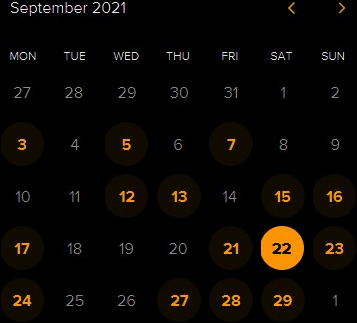 September 2021
MON TUE WED THU FRI SAT SUN
27 28 29 30 31 1 2
3 4 5 6 7 8 9
10 11 12 13 14 15 16
17 18 19 20 21 22 23
24 25 26 27 28 29 1